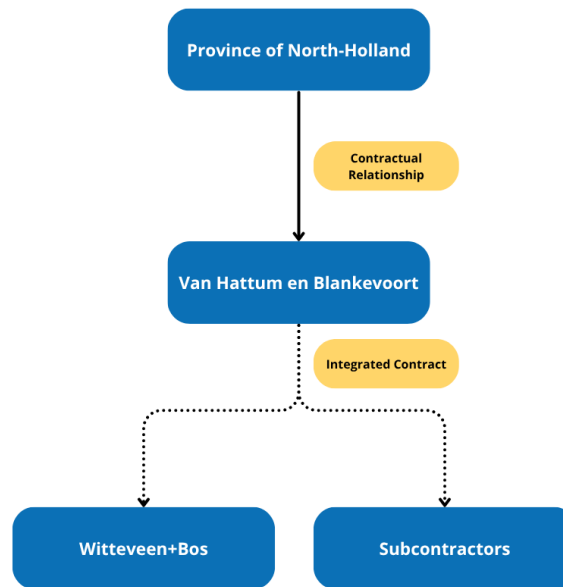 Province of North-Holland
Contractual
Relationship
Van Hattum en Blankevoort
Integrated Contract
Witteveen+Bos
Subcontractors